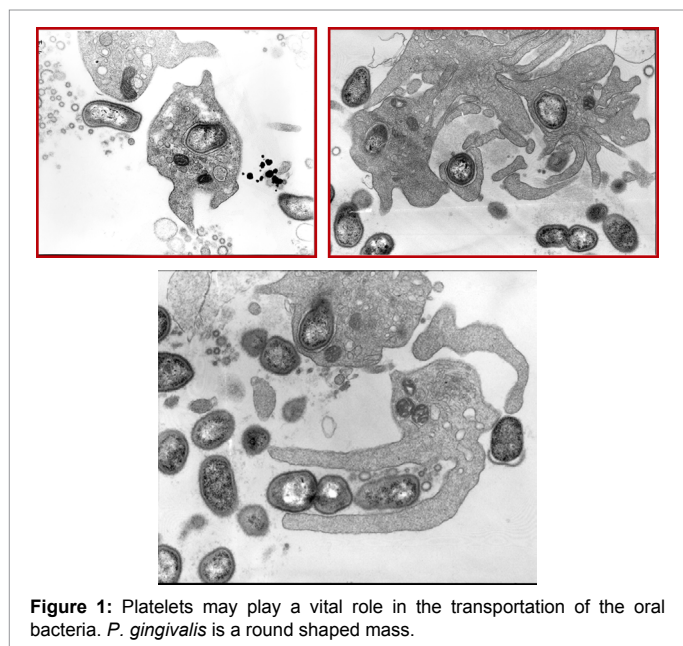 Figure 1: Platelets may play a vital role in the transportation of the oral
bacteria. P. gingivalis is a round shaped mass.